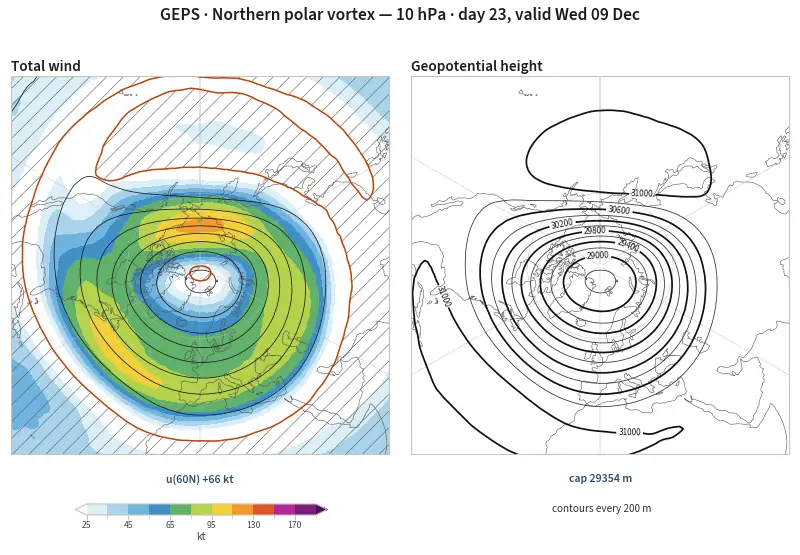 GEPS · Northern polar vortex — 10 hPa · day 23, valid Wed 09 Dec
Total wind
Geopotential height
31000
30600
30200
29800
29400
29000
31000
31000
u(60N) +66 kt
cap 29354 m
contours every 200 m
25 45 65 95 130 170
kt